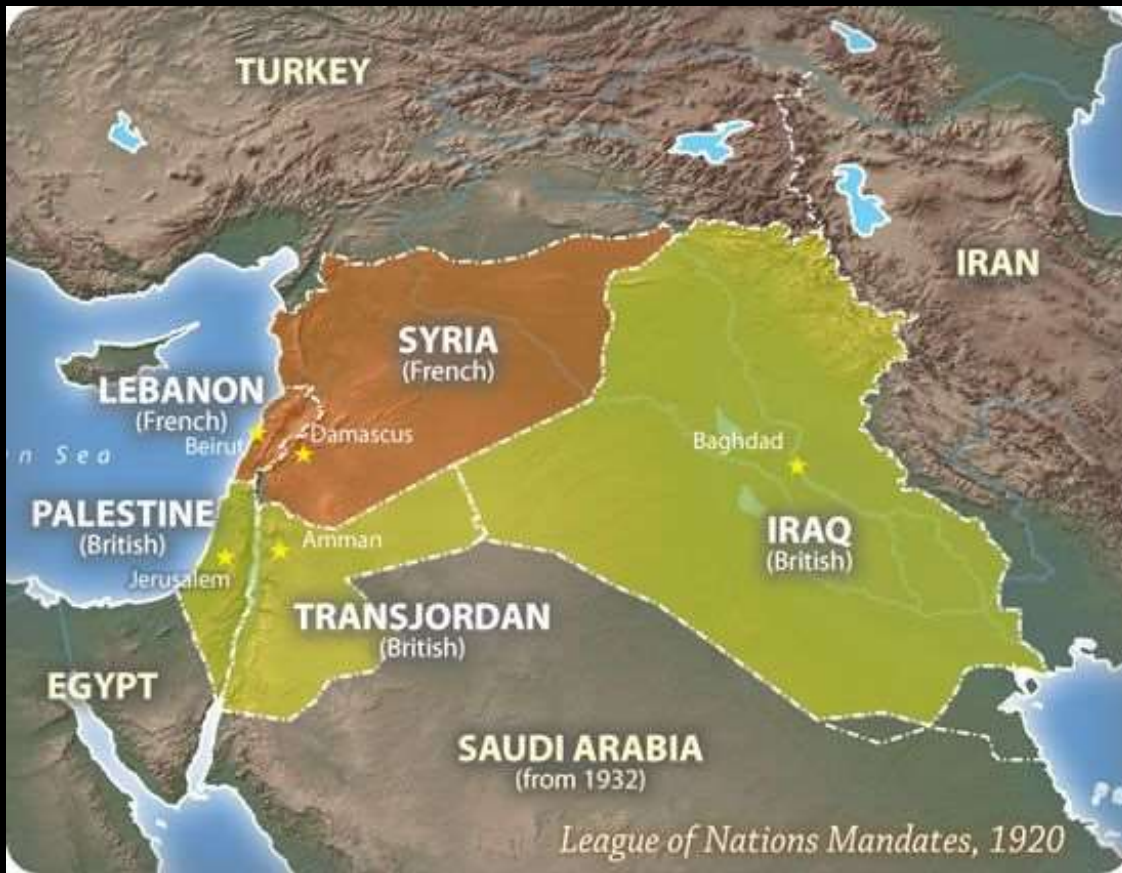 TURKEY
IRAN
SYRIA
(French)
LEBANON
(French)
Beirut
Damascus
n Sea
Baghdad
PALESTINE
(British)
Amman
Jerusalem
IRAQ
(British)
TRANSJORDAN
(British)
EGYPT
SAUDI ARABIA
(from 1932)
League of Nations Mandates, 1920